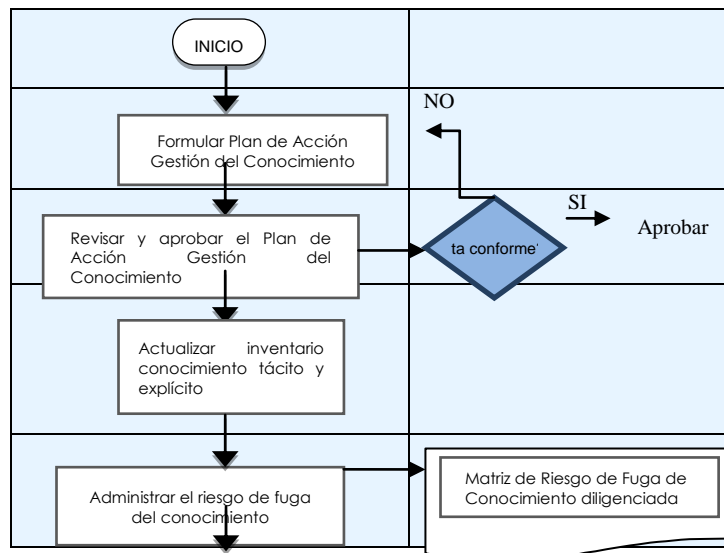 INICIO
NO
Formular Plan de Acción
Gestión del Conocimiento
SI
Revisar y aprobar el Plan de
Acción Gestión del
Conocimiento
ta conforme'
Aprobar
Actualizar inventario
conocimiento tácito y
explícito
Administrar el riesgo de fuga
del conocimiento
Matriz de Riesgo de Fuga de
Conocimiento diligenciada